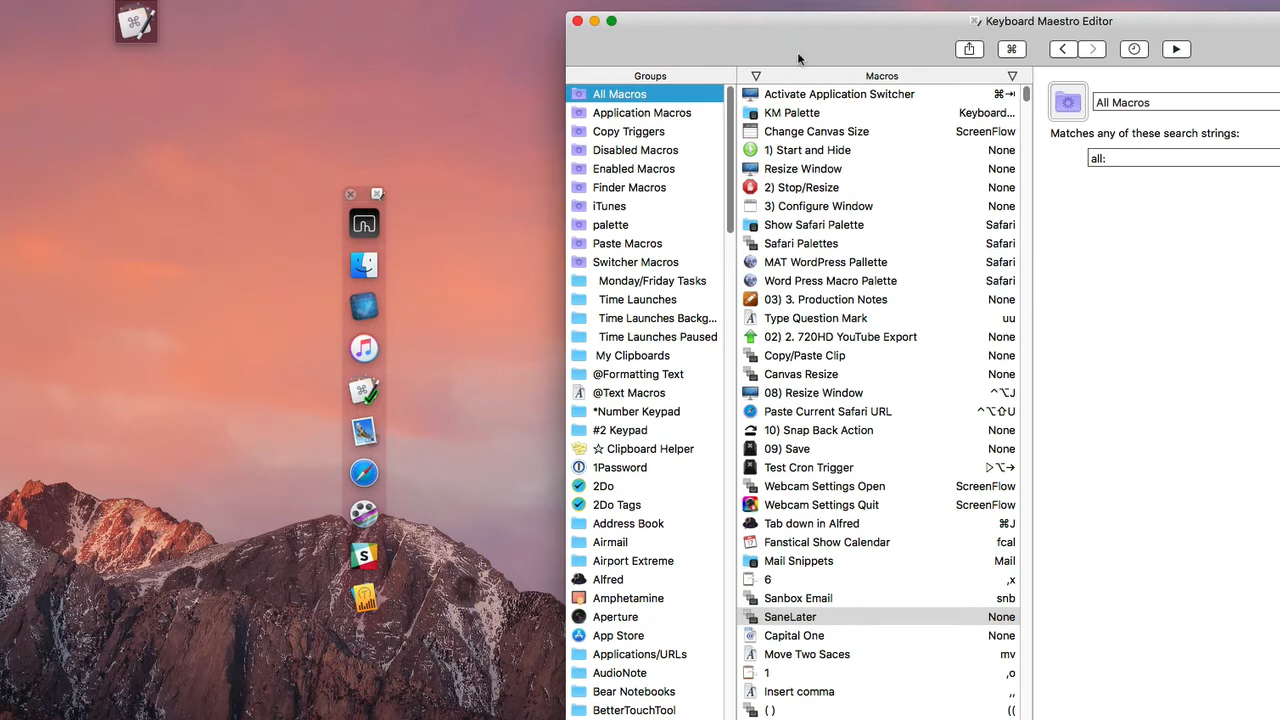 Keyboard Maestro Editor
Groups
Macros
All Macros
Application Macros
Copy Triggers
Disabled Macros
Enabled Macros
Finder Macros
iTunes
palette
Paste Macros
Switcher Macros
Monday/Friday Tasks
Time Launches
Time Launches Backg...
Time Launches Paused
My Clipboards
@Formatting Text
@Text Macros
*Number Keypad
#2 Keypad
☆ Clipboard Helper
1Password
2Do
2Do Tags
Address Book
Airmail
Airport Extreme
Alfred
Amphetamine
Aperture
App Store
Applications/URLs
AudioNote
Bear Notebooks
BetterTouchTool
Activate Application Switcher ⌘⇥
KM Palette Keyboard...
Change Canvas Size ScreenFlow
1) Start and Hide None
Resize Window None
2) Stop/Resize None
3) Configure Window None
Show Safari Palette Safari
Safari Palettes Safari
MAT WordPress Pallette Safari
Word Press Macro Palette Safari
03) 3. Production Notes None
Type Question Mark uu
02) 2. 720HD YouTube Export None
Copy/Paste Clip None
Canvas Resize None
08) Resize Window ^⌥J
Paste Current Safari URL ^⌥⇧U
10) Snap Back Action None
09) Save None
Test Cron Trigger ▷⌥→
Webcam Settings Open ScreenFlow
Webcam Settings Quit ScreenFlow
Tab down in Alfred ⌘J
Fanstical Show Calendar fcal
Mail Snippets Mail
6 ,x
Sanbox Email snb
SaneLater None
Capital One None
Move Two Saces mv
1 ,o
Insert comma ,,
( ) ((
All Macros
Matches any of these search strings:
all: